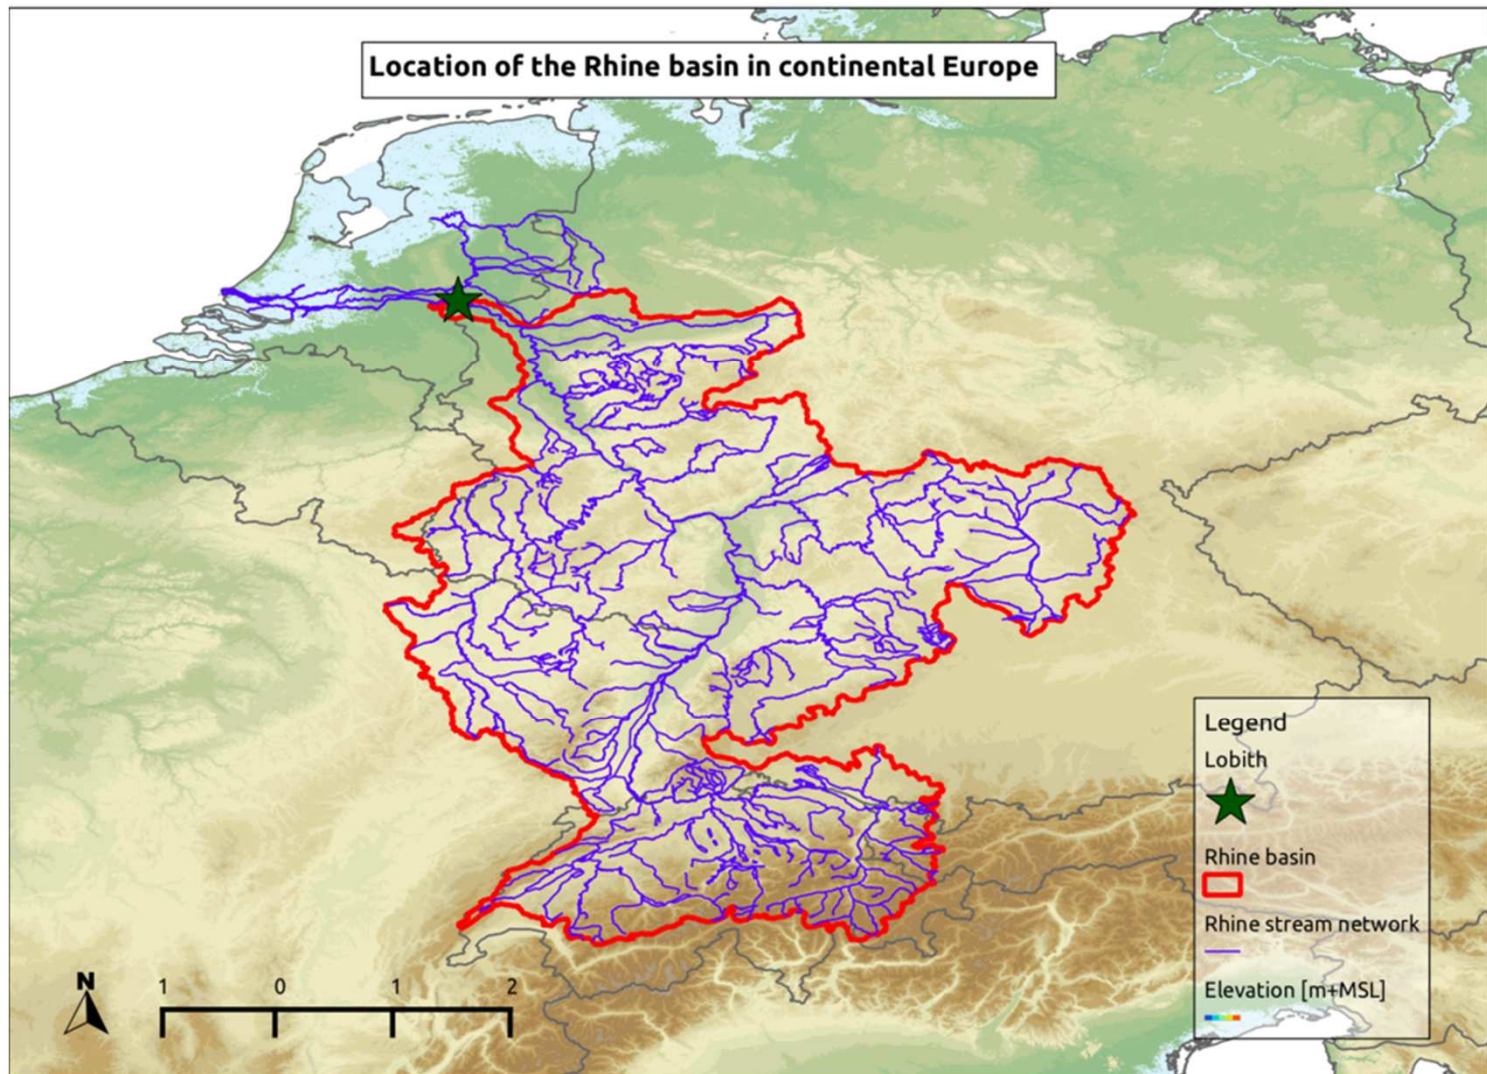 Location of the Rhine basin in continental Europe
Legend
Lobith
Rhine basin
Rhine stream network
Elevation [m+MSL]
N
1 0 1 2